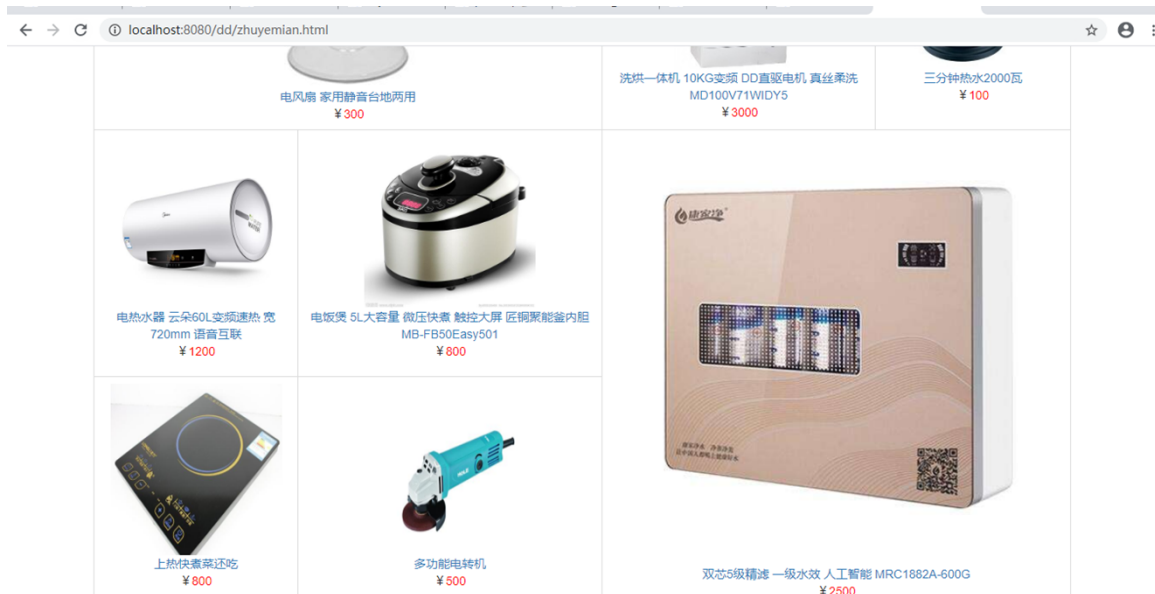 localhost:8080/dd/zhuyemian.html
电风扇 家用静音台地两用
¥300
洗烘一体机 10KG变频 DD直驱电机 真丝柔洗
MD100V71WIDY5
¥3000
三分钟热水2000瓦
¥100
电热水器 云朵60L变频速热 宽
720mm 语音互联
¥1200
电饭煲 5L大容量 微压快煮 触控大屏 匠铜聚能釜内胆
MB-FB50Easy501
¥800
上热快煮菜还吃
¥800
多功能电转机
¥500
双芯5级精滤 一级水效 人工智能 MRC1882A-600G
¥2500